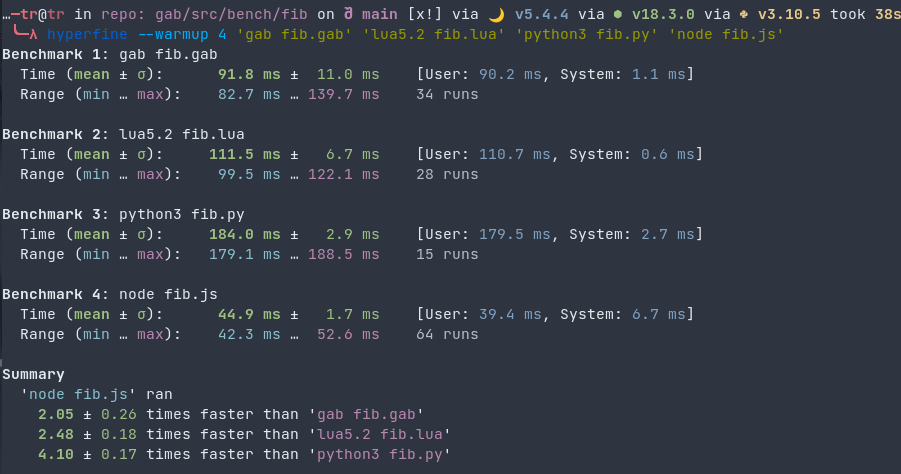 …─tr@tr in repo: gab/src/bench/fib on main [x!] via 🌙 v5.4.4 via v18.3.0 via v3.10.5 took 38s
╰─λ hyperfine --warmup 4 'gab fib.gab' 'lua5.2 fib.lua' 'python3 fib.py' 'node fib.js'
Benchmark 1: gab fib.gab
Time (mean ± σ): 91.8 ms ± 11.0 ms [User: 90.2 ms, System: 1.1 ms]
Range (min … max): 82.7 ms … 139.7 ms 34 runs
Benchmark 2: lua5.2 fib.lua
Time (mean ± σ): 111.5 ms ± 6.7 ms [User: 110.7 ms, System: 0.6 ms]
Range (min … max): 99.5 ms … 122.1 ms 28 runs
Benchmark 3: python3 fib.py
Time (mean ± σ): 184.0 ms ± 2.9 ms [User: 179.5 ms, System: 2.7 ms]
Range (min … max): 179.1 ms … 188.5 ms 15 runs
Benchmark 4: node fib.js
Time (mean ± σ): 44.9 ms ± 1.7 ms [User: 39.4 ms, System: 6.7 ms]
Range (min … max): 42.3 ms … 52.6 ms 64 runs
Summary
'node fib.js' ran
2.05 ± 0.26 times faster than 'gab fib.gab'
2.48 ± 0.18 times faster than 'lua5.2 fib.lua'
4.10 ± 0.17 times faster than 'python3 fib.py'